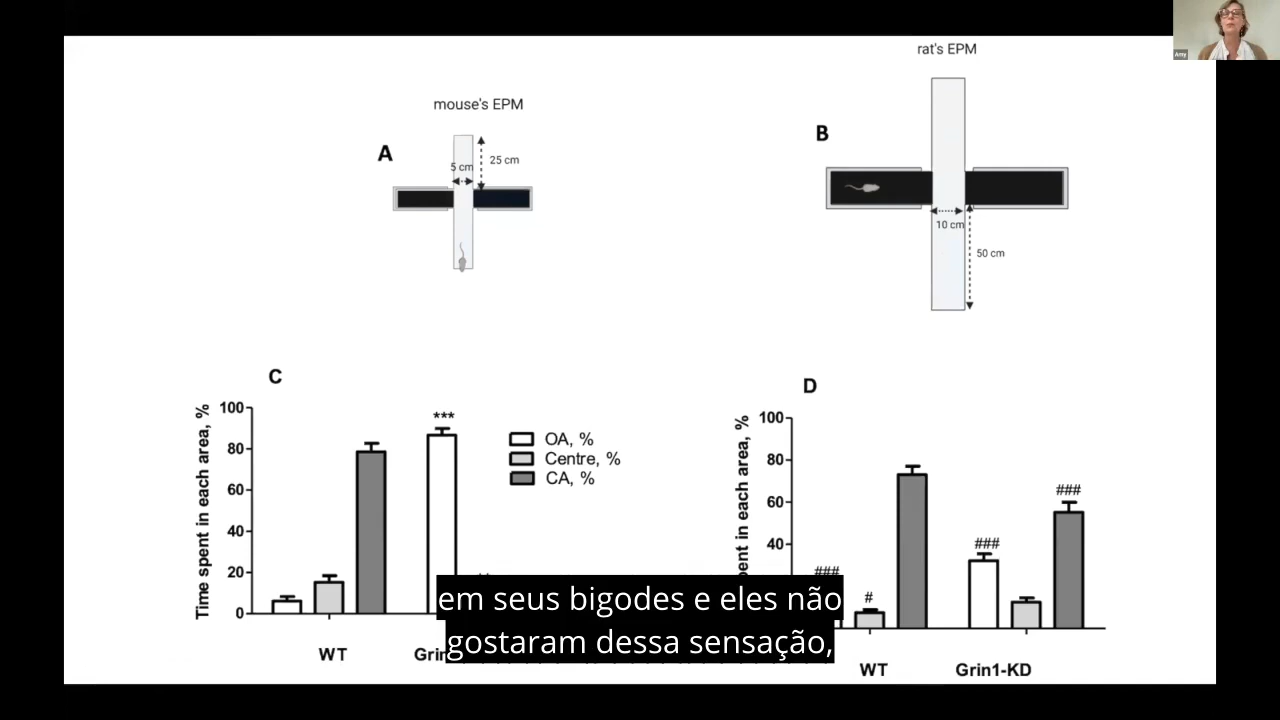 Amy
rat's EPM
mouse's EPM
A
B
5 cm
25 cm
10 cm
50 cm
C
D
Time spent in each area, %
100
80
60
40
20
0
***
OA, %
Centre, %
CA, %
WT
in each area, %
100
80
60
40
###
#
###
###
WT
Grin1-KD
em seus bigodes e eles não
gostaram dessa sensação,